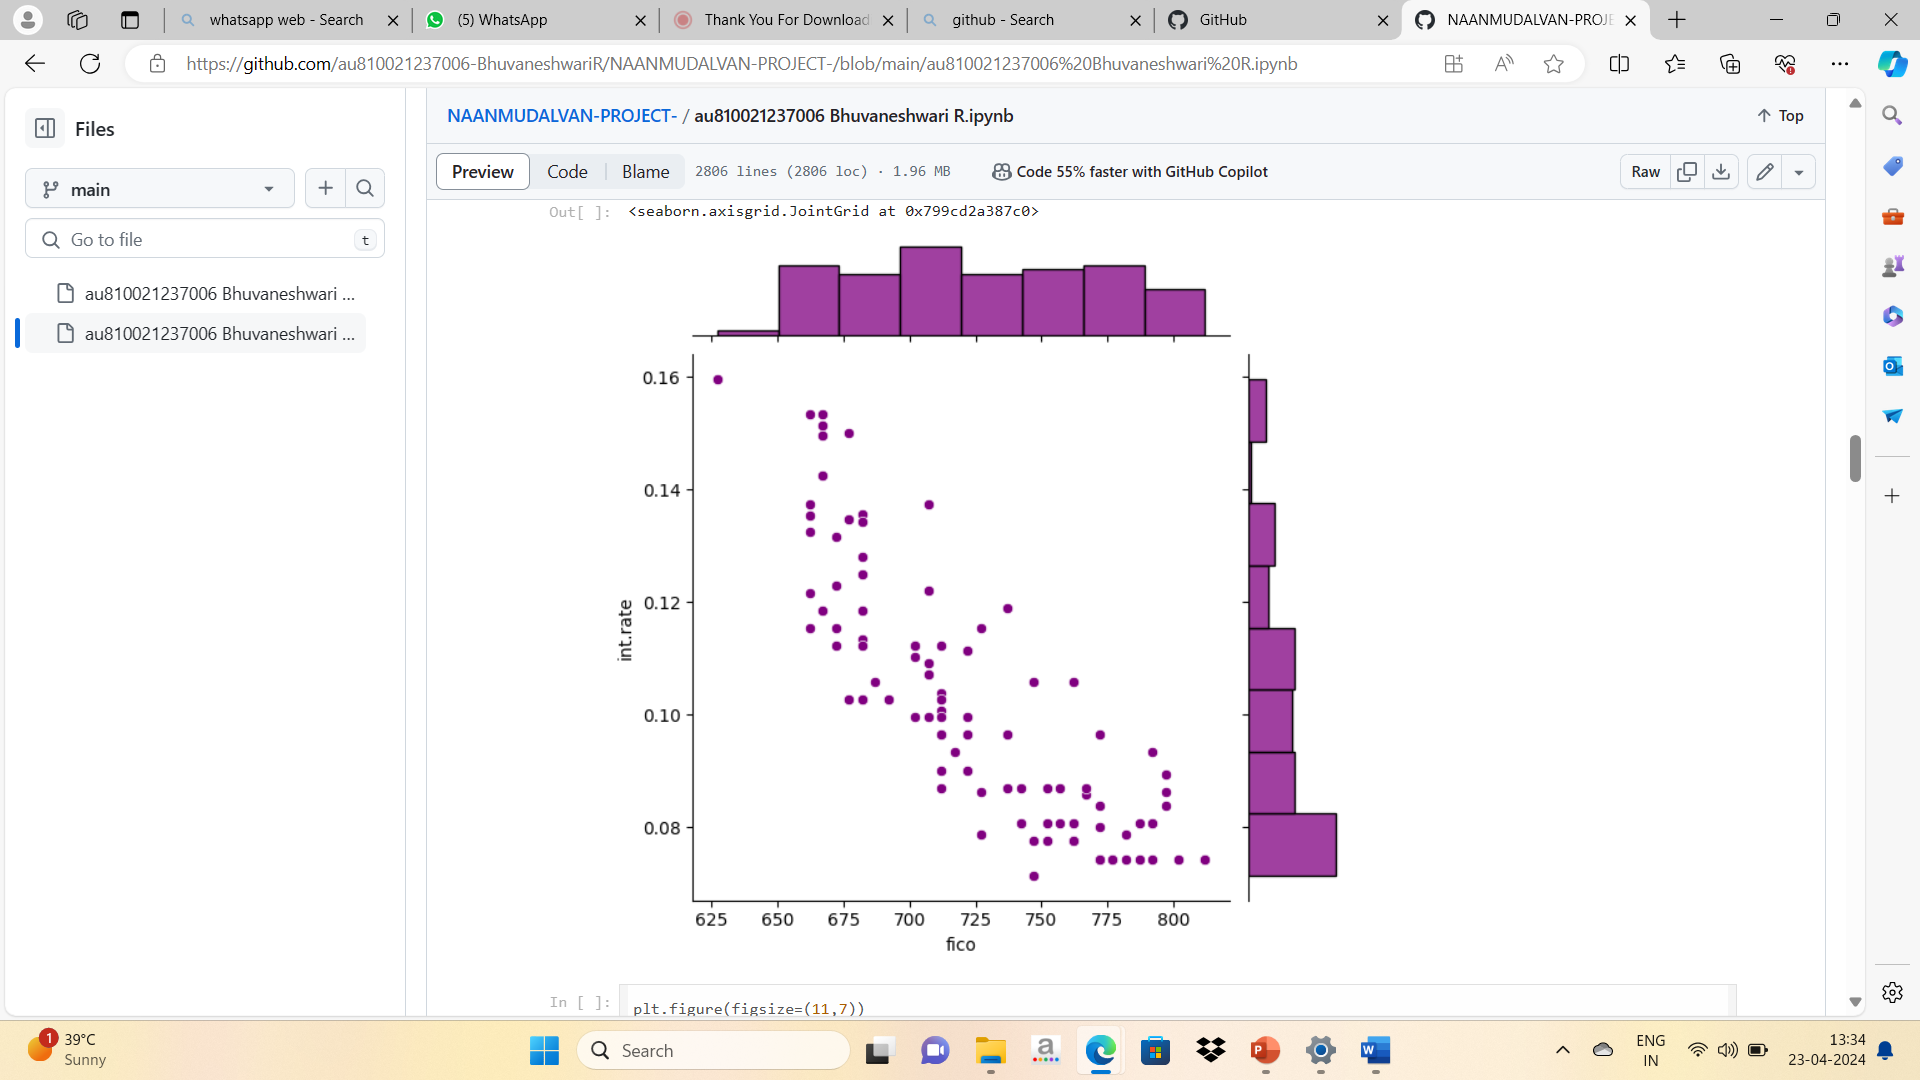 whatsapp web - Search
(5) WhatsApp
Thank You For Download
github - Search
GitHub
NAANMUDALVAN-PROJE
https://github.com/au810021237006-BhuvaneshwariR/NAANMUDALVAN-PROJECT-/blob/main/au810021237006%20Bhuvaneshwari%20R.ipynb
Files
NAANMUDALVAN-PROJECT- / au810021237006 Bhuvaneshwari R.ipynb
Top
main
Preview Code Blame 2806 lines (2806 loc) · 1.96 MB Code 55% faster with GitHub Copilot
Raw
Go to file t
au810021237006 Bhuvaneshwari ...
au810021237006 Bhuvaneshwari ...
Out[ ]: <seaborn.axisgrid.JointGrid at 0x799cd2a387c0>
0.16
0.14
0.12
0.10
0.08
int.rate
625 650 675 700 725 750 775 800
fico
In [ ]: plt.figure(figsize=(11,7))
1
39°C
Sunny
Search
ENG
IN
13:34
23-04-2024